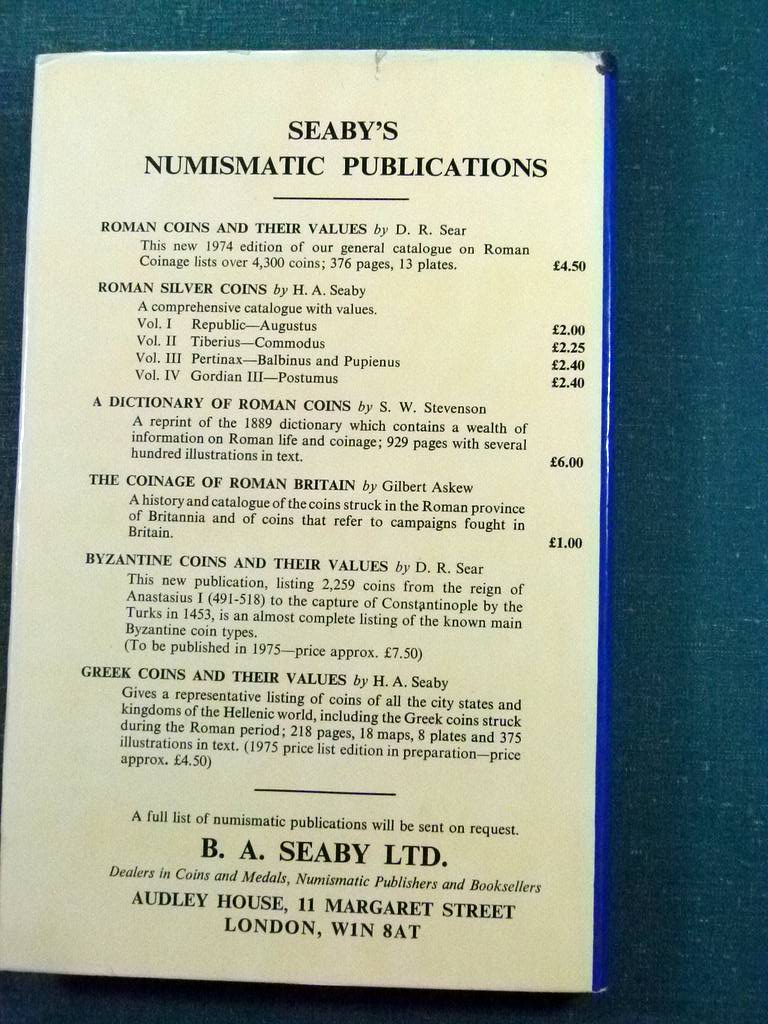 SEABY'S
NUMISMATIC PUBLICATIONS
ROMAN COINS AND THEIR VALUES by D. R. Sear
This new 1974 edition of our general catalogue on Roman
Coinage lists over 4,300 coins; 376 pages, 13 plates. £4.50
ROMAN SILVER COINS by H. A. Seaby
A comprehensive catalogue with values.
Vol. I Republic—Augustus £2.00
Vol. II Tiberius—Commodus £2.25
Vol. III Pertinax—Balbinus and Pupienus £2.40
Vol. IV Gordian III—Postumus £2.40
A DICTIONARY OF ROMAN COINS by S. W. Stevenson
A reprint of the 1889 dictionary which contains a wealth of
information on Roman life and coinage; 929 pages with several
hundred illustrations in text. £6.00
THE COINAGE OF ROMAN BRITAIN by Gilbert Askew
A history and catalogue of the coins struck in the Roman province
of Britannia and of coins that refer to campaigns fought in
Britain. £1.00
BYZANTINE COINS AND THEIR VALUES by D. R. Sear
This new publication, listing 2,259 coins from the reign of
Anastasius I (491-518) to the capture of Constantinople by the
Turks in 1453, is an almost complete listing of the known main
Byzantine coin types.
(To be published in 1975—price approx. £7.50)
GREEK COINS AND THEIR VALUES by H. A. Seaby
Gives a representative listing of coins of all the city states and
kingdoms of the Hellenic world, including the Greek coins struck
during the Roman period; 218 pages, 18 maps, 8 plates and 375
illustrations in text. (1975 price list edition in preparation—price
approx. £4.50)
A full list of numismatic publications will be sent on request.
B. A. SEABY LTD.
Dealers in Coins and Medals, Numismatic Publishers and Booksellers
AUDLEY HOUSE, 11 MARGARET STREET
LONDON, W1N 8AT